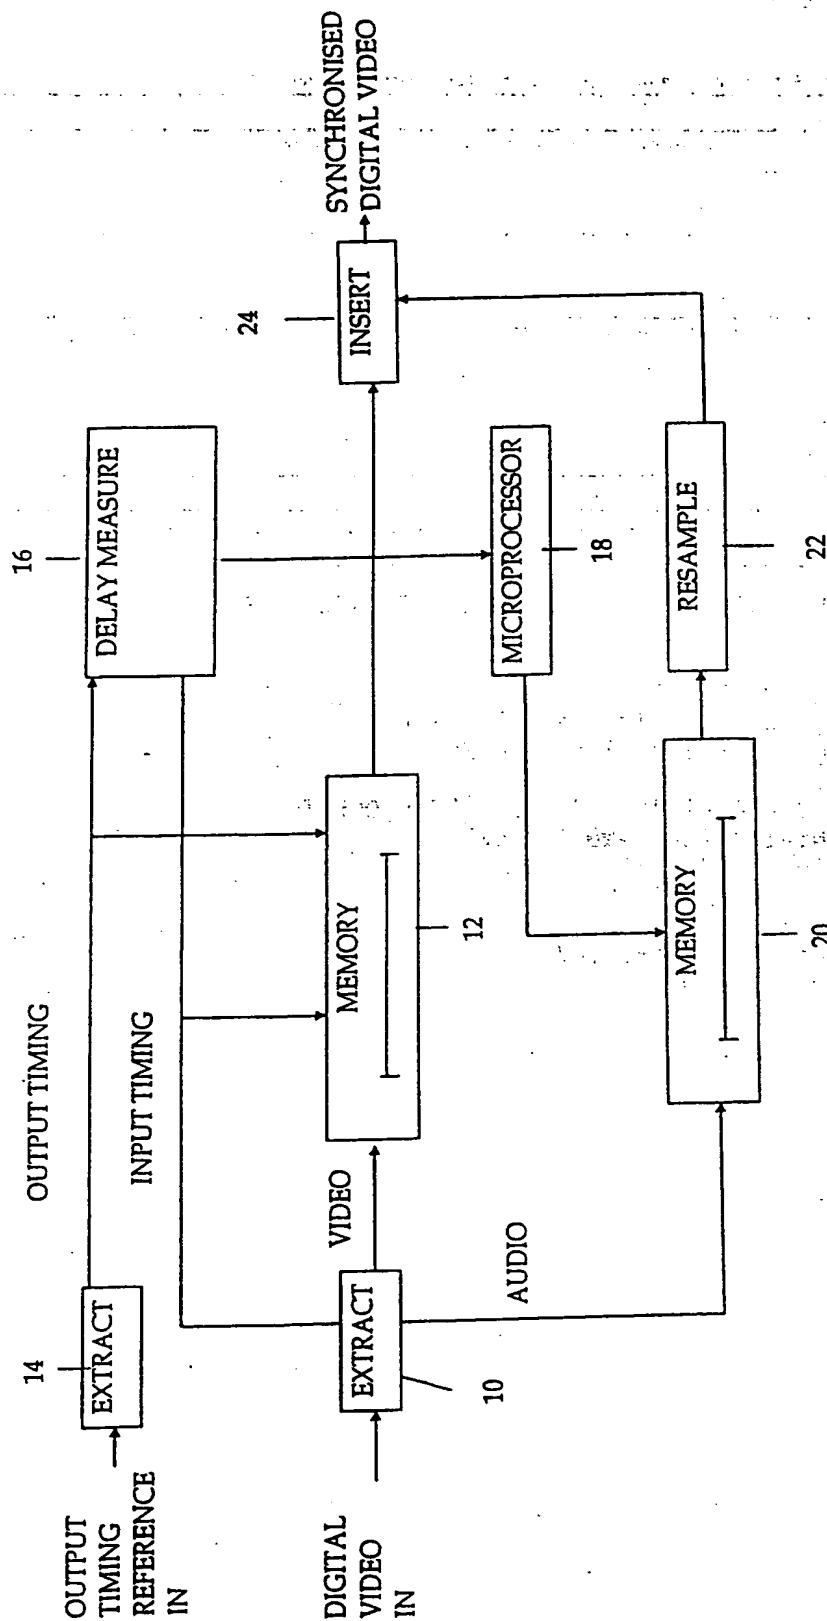 OUTPUT
TIMING
REFERENCE
IN
14
EXTRACT
OUTPUT TIMING
INPUT TIMING
16
DELAY MEASURE
DIGITAL
VIDEO
IN
EXTRACT
10
VIDEO
AUDIO
MEMORY
12
24
INSERT
SYNCHRONISED
DIGITAL VIDEO
MICROPROCESSOR
18
MEMORY
20
RESAMPLE
22